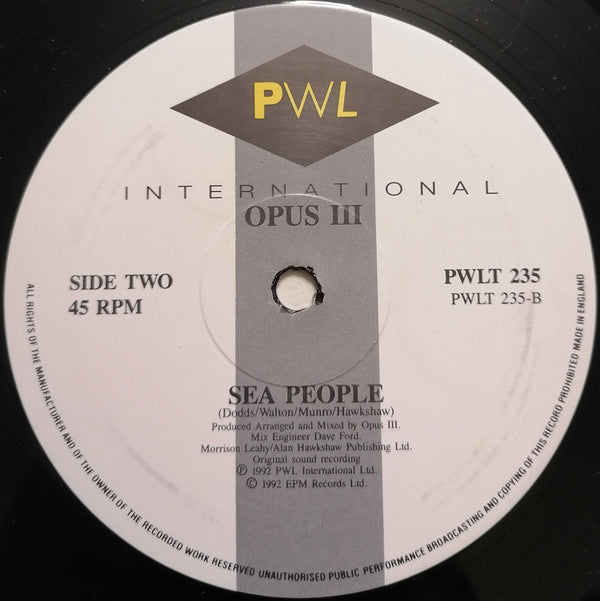 PWL
INTERNATIONAL
OPUS III
SIDE TWO
45 RPM
PWLT 235
PWLT 235-B
SEA PEOPLE
(Dodds/Walton/Munro/Hawkshaw)
Produced Arranged and Mixed by Opus III.
Mix Engineer Dave Ford.
Morrison Leahy/Alan Hawkshaw Publishing Ltd.
Original sound recording
℗ 1992 PWL International Ltd.
© 1992 EPM Records Ltd.
ALL RIGHTS OF THE MANUFACTURER AND OF THE OWNER OF THE RECORDED WORK RESERVED UNAUTHORISED PUBLIC PERFORMANCE BROADCASTING AND COPYING OF THIS RECORD PROHIBITED MADE IN ENGLAND